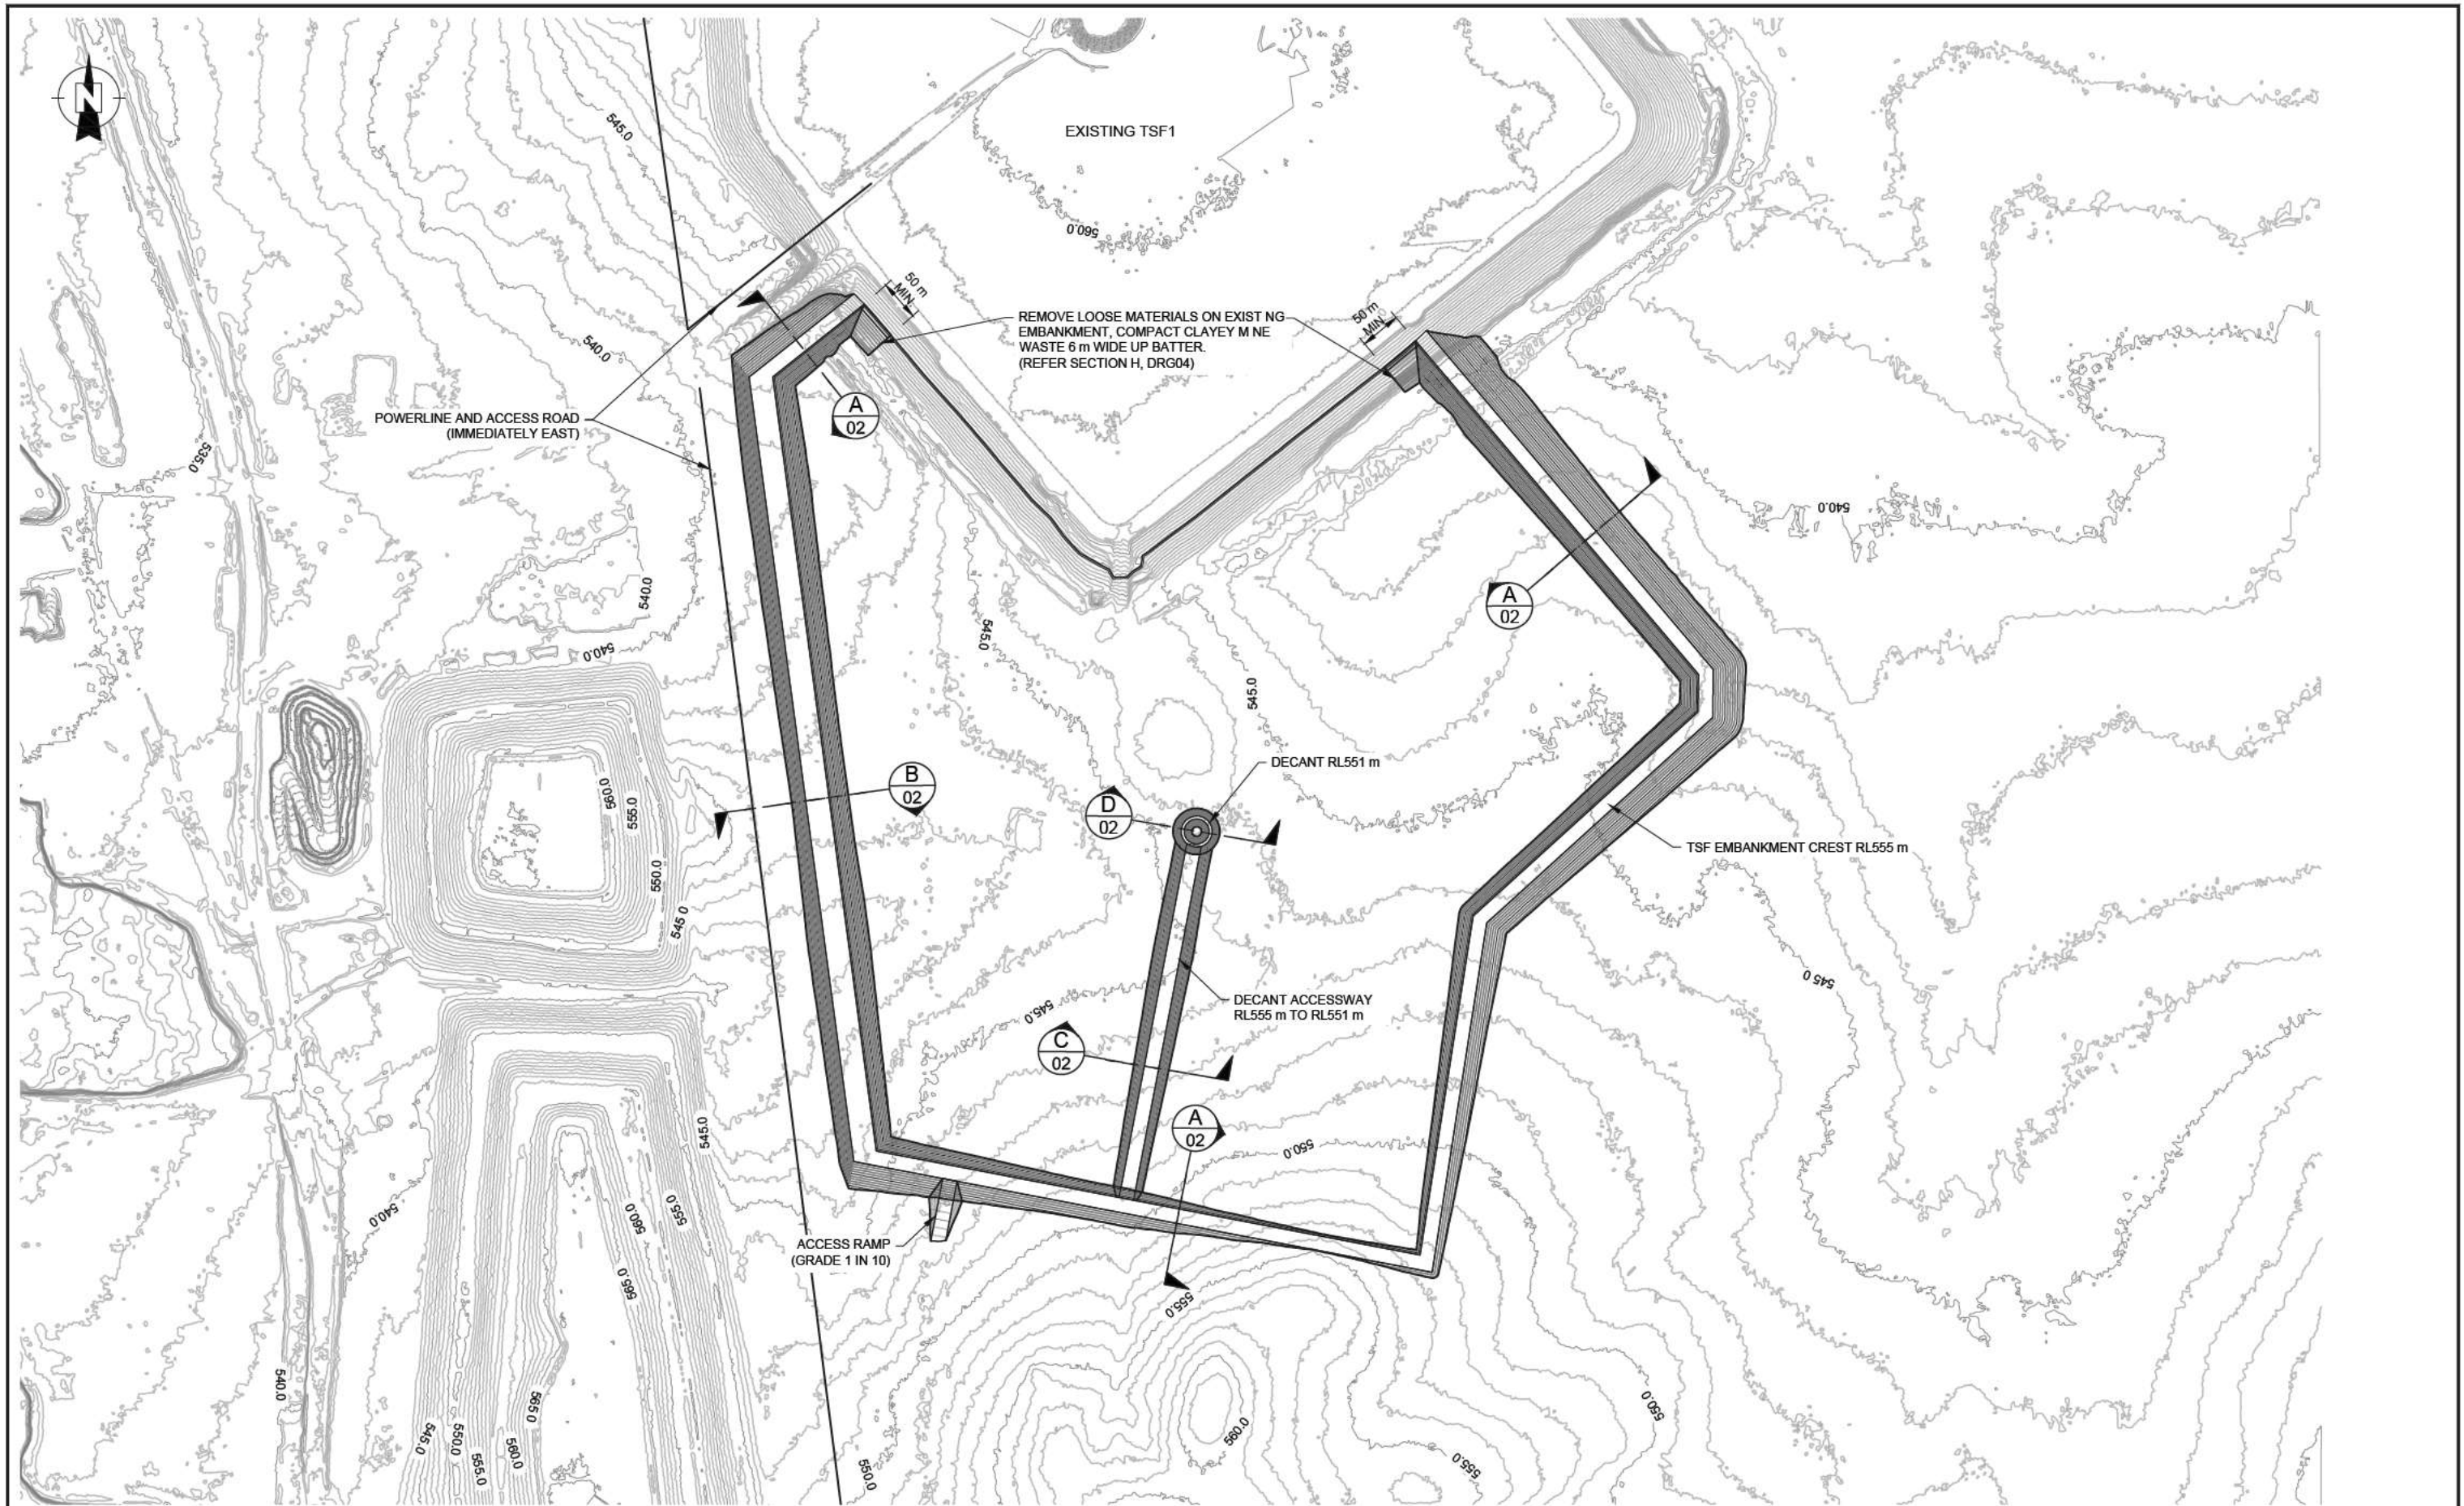 N
EXISTING TSF1
545.0
560.0
50 m
MIN.
50 m
MIN.
REMOVE LOOSE MATERIALS ON EXIST NG
EMBANKMENT, COMPACT CLAYEY M NE
WASTE 6 m WIDE UP BATTER.
(REFER SECTION H, DRG04)
540.0
POWERLINE AND ACCESS ROAD
(IMMEDIATELY EAST)
A
02
535.0
540.0
A
02
540.0
545.0
540.0
545.0
DECANT RL551 m
B
02
D
02
560.0
555.0
550.0
545 0
TSF EMBANKMENT CREST RL555 m
545 0
DECANT ACCESSWAY
RL555 m TO RL551 m
545.0
C
02
A
02
545.0
550.0
540.0
560.0
555.0
ACCESS RAMP
(GRADE 1 IN 10)
565.0
555.0
540.0
565.0
550.0
545.0
550.0
555.0
560.0
560.0
550.0
555.0